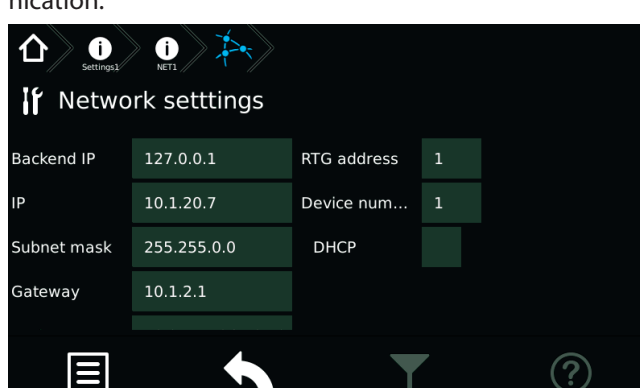 nication.
Settings1
NET1
Network setttings
Backend IP 127.0.0.1 RTG address 1
IP 10.1.20.7 Device num... 1
Subnet mask 255.255.0.0 DHCP
Gateway 10.1.2.1